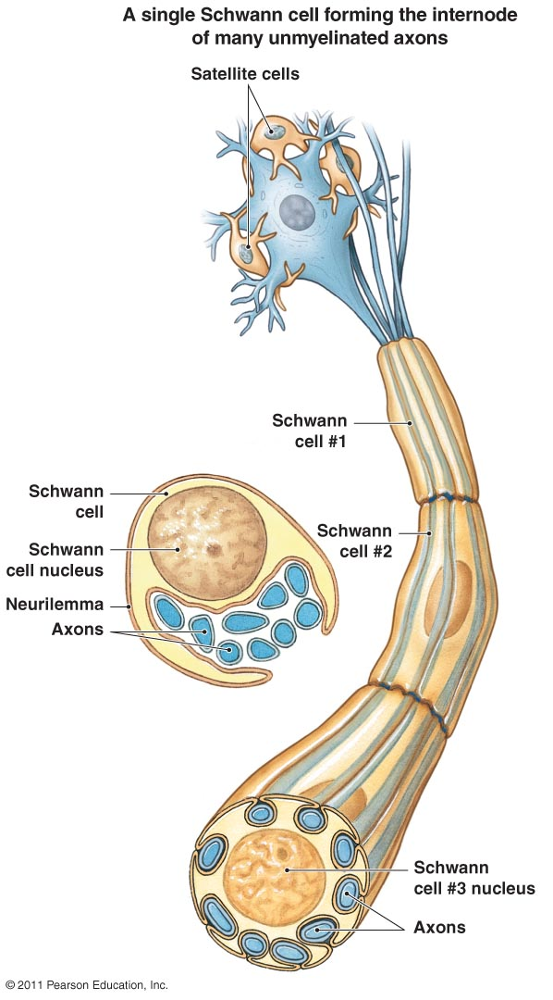 A single Schwann cell forming the internode
of many unmyelinated axons
Satellite cells
Schwann
cell #1
Schwann
cell
Schwann
cell #2
Schwann
cell nucleus
Neurilemma
Axons
Schwann
cell #3 nucleus
Axons
© 2011 Pearson Education, Inc.